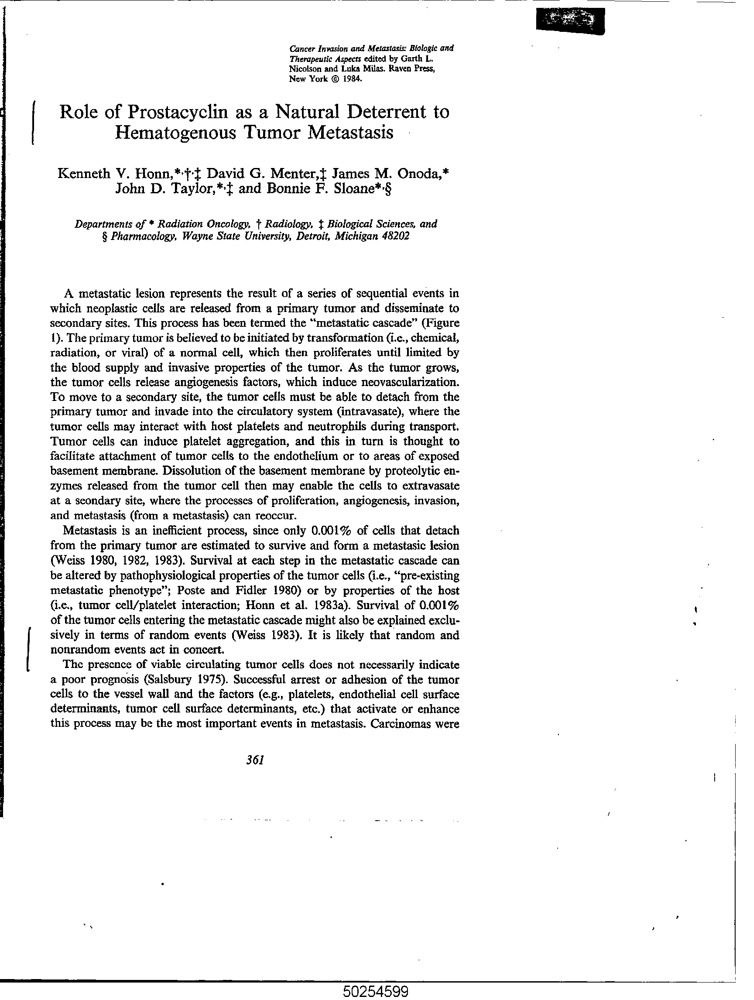 Cancer Invasion and Metastasis: Biologic and
Therapeutic Aspects edited by Garth L.
Nicolson and Luka Milas. Raven Press,
New York © 1984.
Role of Prostacyclin as a Natural Deterrent to
Hematogenous Tumor Metastasis
Kenneth V. Honn,*,†,‡ David G. Menter,‡ James M. Onoda,*
John D. Taylor,*,‡ and Bonnie F. Sloane*,§
Departments of * Radiation Oncology, † Radiology, ‡ Biological Sciences, and
§ Pharmacology, Wayne State University, Detroit, Michigan 48202
A metastatic lesion represents the result of a series of sequential events in
which neoplastic cells are released from a primary tumor and disseminate to
secondary sites. This process has been termed the “metastatic cascade” (Figure
1). The primary tumor is believed to be initiated by transformation (i.e., chemical,
radiation, or viral) of a normal cell, which then proliferates until limited by
the blood supply and invasive properties of the tumor. As the tumor grows,
the tumor cells release angiogenesis factors, which induce neovascularization.
To move to a secondary site, the tumor cells must be able to detach from the
primary tumor and invade into the circulatory system (intravasate), where the
tumor cells may interact with host platelets and neutrophils during transport.
Tumor cells can induce platelet aggregation, and this in turn is thought to
facilitate attachment of tumor cells to the endothelium or to areas of exposed
basement membrane. Dissolution of the basement membrane by proteolytic en-
zymes released from the tumor cell then may enable the cells to extravasate
at a seondary site, where the processes of proliferation, angiogenesis, invasion,
and metastasis (from a metastasis) can reoccur.
Metastasis is an inefficient process, since only 0.001% of cells that detach
from the primary tumor are estimated to survive and form a metastasic lesion
(Weiss 1980, 1982, 1983). Survival at each step in the metastatic cascade can
be altered by pathophysiological properties of the tumor cells (i.e., “pre-existing
metastatic phenotype”; Poste and Fidler 1980) or by properties of the host
(i.e., tumor cell/platelet interaction; Honn et al. 1983a). Survival of 0.001%
of the tumor cells entering the metastatic cascade might also be explained exclu-
sively in terms of random events (Weiss 1983). It is likely that random and
nonrandom events act in concert.
The presence of viable circulating tumor cells does not necessarily indicate
a poor prognosis (Salsbury 1975). Successful arrest or adhesion of the tumor
cells to the vessel wall and the factors (e.g., platelets, endothelial cell surface
determinants, tumor cell surface determinants, etc.) that activate or enhance
this process may be the most important events in metastasis. Carcinomas were
361
50254599